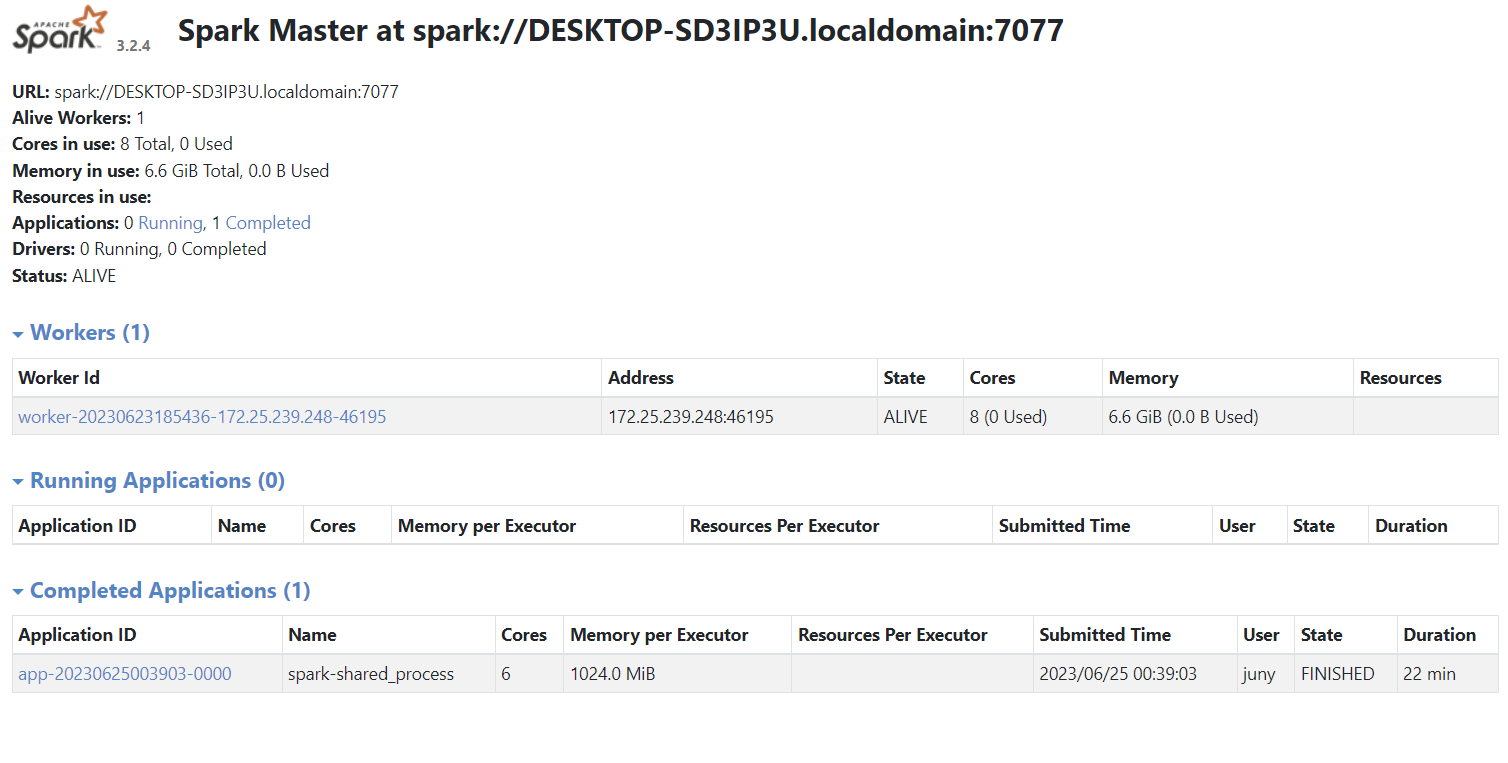 APACHE Spark 3.2.4 Spark Master at spark://DESKTOP-SD3IP3U.localdomain:7077
URL: spark://DESKTOP-SD3IP3U.localdomain:7077
Alive Workers: 1
Cores in use: 8 Total, 0 Used
Memory in use: 6.6 GiB Total, 0.0 B Used
Resources in use:
Applications: 0 Running, 1 Completed
Drivers: 0 Running, 0 Completed
Status: ALIVE
Workers (1)
Worker Id Address State Cores Memory Resources
worker-20230623185436-172.25.239.248-46195 172.25.239.248:46195 ALIVE 8 (0 Used) 6.6 GiB (0.0 B Used)
Running Applications (0)
Application ID Name Cores Memory per Executor Resources Per Executor Submitted Time User State Duration
Completed Applications (1)
Application ID Name Cores Memory per Executor Resources Per Executor Submitted Time User State Duration
app-20230625003903-0000 spark-shared_process 6 1024.0 MiB 2023/06/25 00:39:03 juny FINISHED 22 min